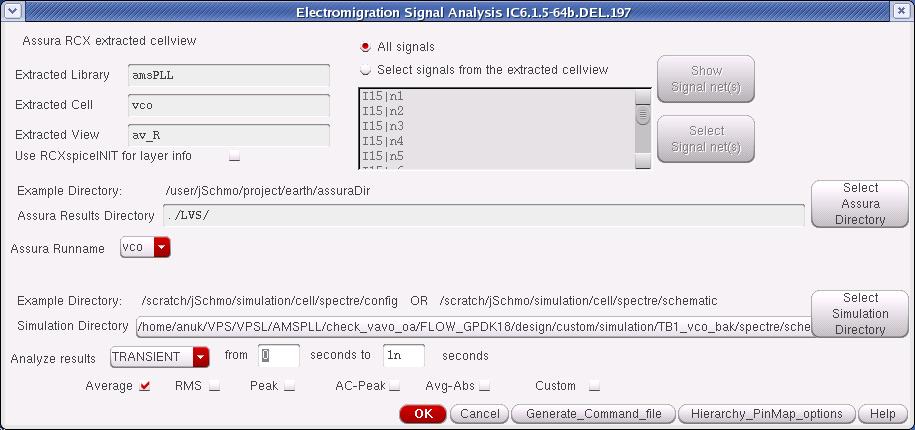 Electromigration Signal Analysis IC6.1.5-64b.DEL.197
Assura RCX extracted cellview
Extracted Library amsPLL
Extracted Cell vco
Extracted View av_R
Use RCXspiceINIT for layer info
All signals
Select signals from the extracted cellview
I15|n1
I15|n2
I15|n3
I15|n4
I15|n5
Show
Signal net(s)
Select
Signal net(s)
Example Directory: /user/jSchmo/project/earth/assuraDir
Assura Results Directory ./LVS/
Select
Assura
Directory
Assura Runname vco
Example Directory: /scratch/jSchmo/simulation/cell/spectre/config OR /scratch/jSchmo/simulation/cell/spectre/schematic
Simulation Directory /home/anuk/VPS/VPSL/AMSPLL/check_vavo_oa/FLOW_GPDK18/design/custom/simulation/TB1_vco_bak/spectre/sche
Select
Simulation
Directory
Analyze results TRANSIENT from 0 seconds to 1n seconds
Average RMS Peak AC-Peak Avg-Abs Custom
OK Cancel Generate_Command_file Hierarchy_PinMap_options Help